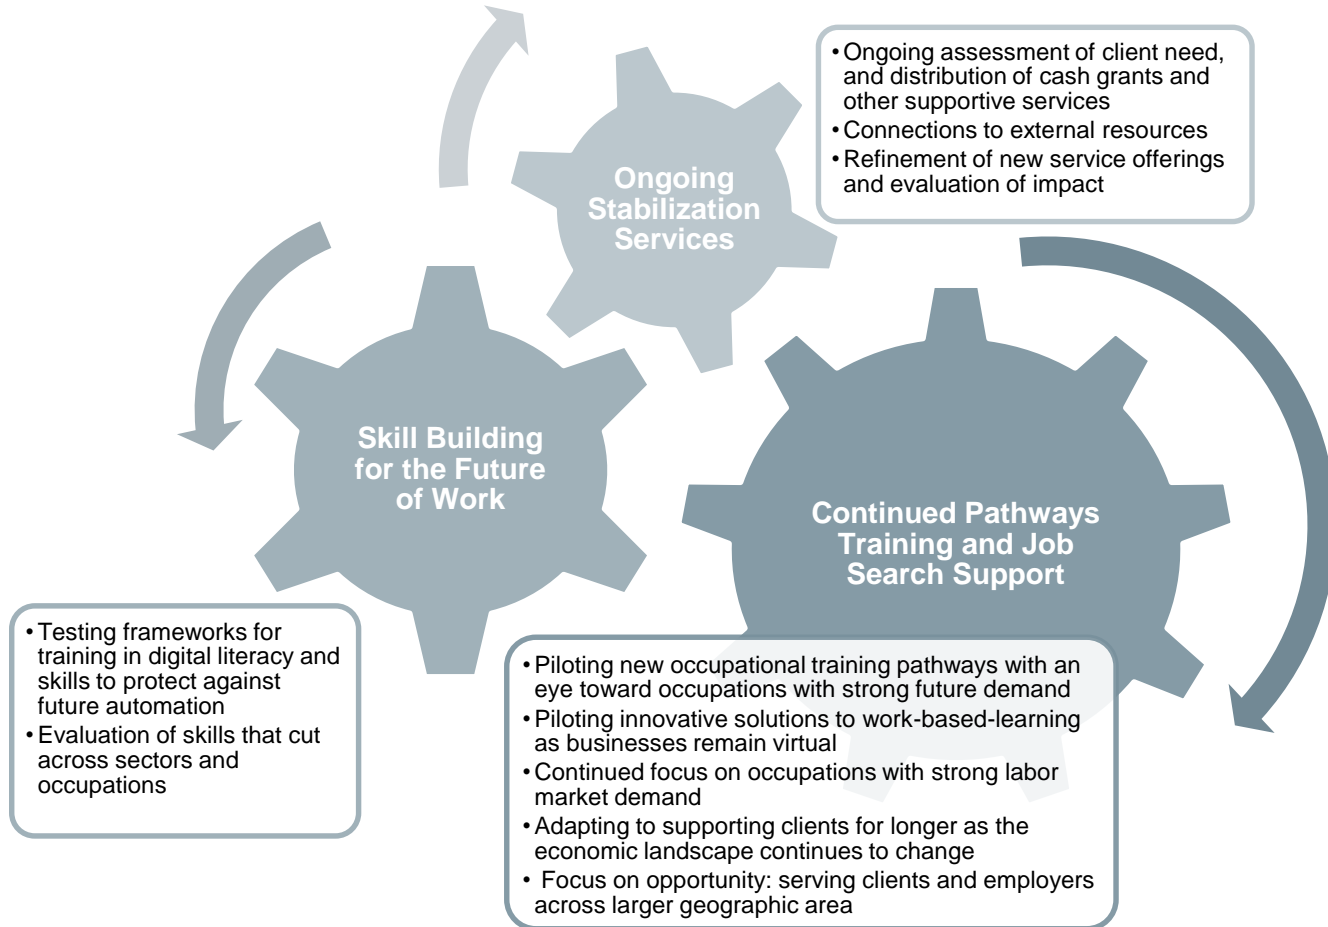 • Ongoing assessment of client need,
and distribution of cash grants and
other supportive services
• Connections to external resources
• Refinement of new service offerings
and evaluation of impact
Ongoing
Stabilization
Services
Skill Building
for the Future
of Work
Continued Pathways
Training and Job
Search Support
• Testing frameworks for
training in digital literacy and
skills to protect against
future automation
• Evaluation of skills that cut
across sectors and
occupations
• Piloting new occupational training pathways with an
eye toward occupations with strong future demand
• Piloting innovative solutions to work-based-learning
as businesses remain virtual
• Continued focus on occupations with strong labor
market demand
• Adapting to supporting clients for longer as the
economic landscape continues to change
• Focus on opportunity: serving clients and employers
across larger geographic area